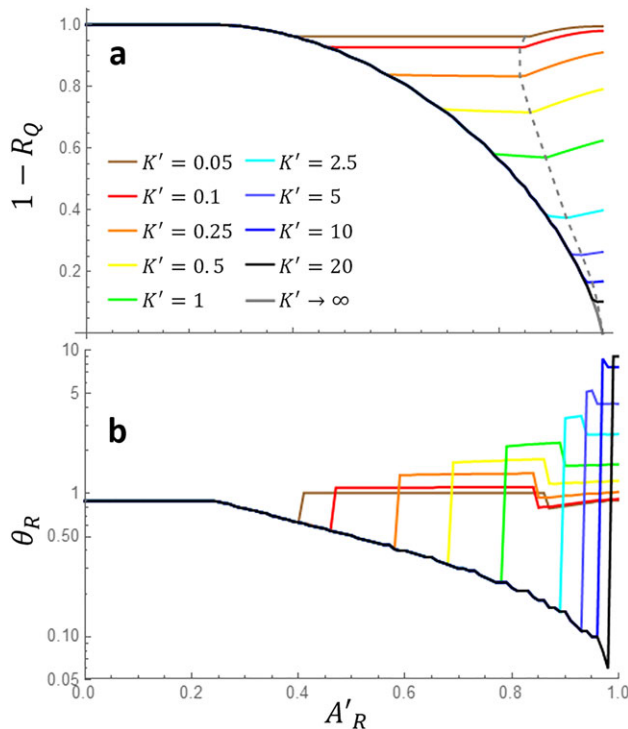 1.0
a
0.8
0.6
0.4
0.2
1 − R_Q
K′ = 0.05 K′ = 2.5
K′ = 0.1 K′ = 5
K′ = 0.25 K′ = 10
K′ = 0.5 K′ = 20
K′ = 1 K′ → ∞
10
b
5
1
0.50
0.10
0.05
θ_R
0.0 0.2 0.4 0.6 0.8 1.0
A′_R